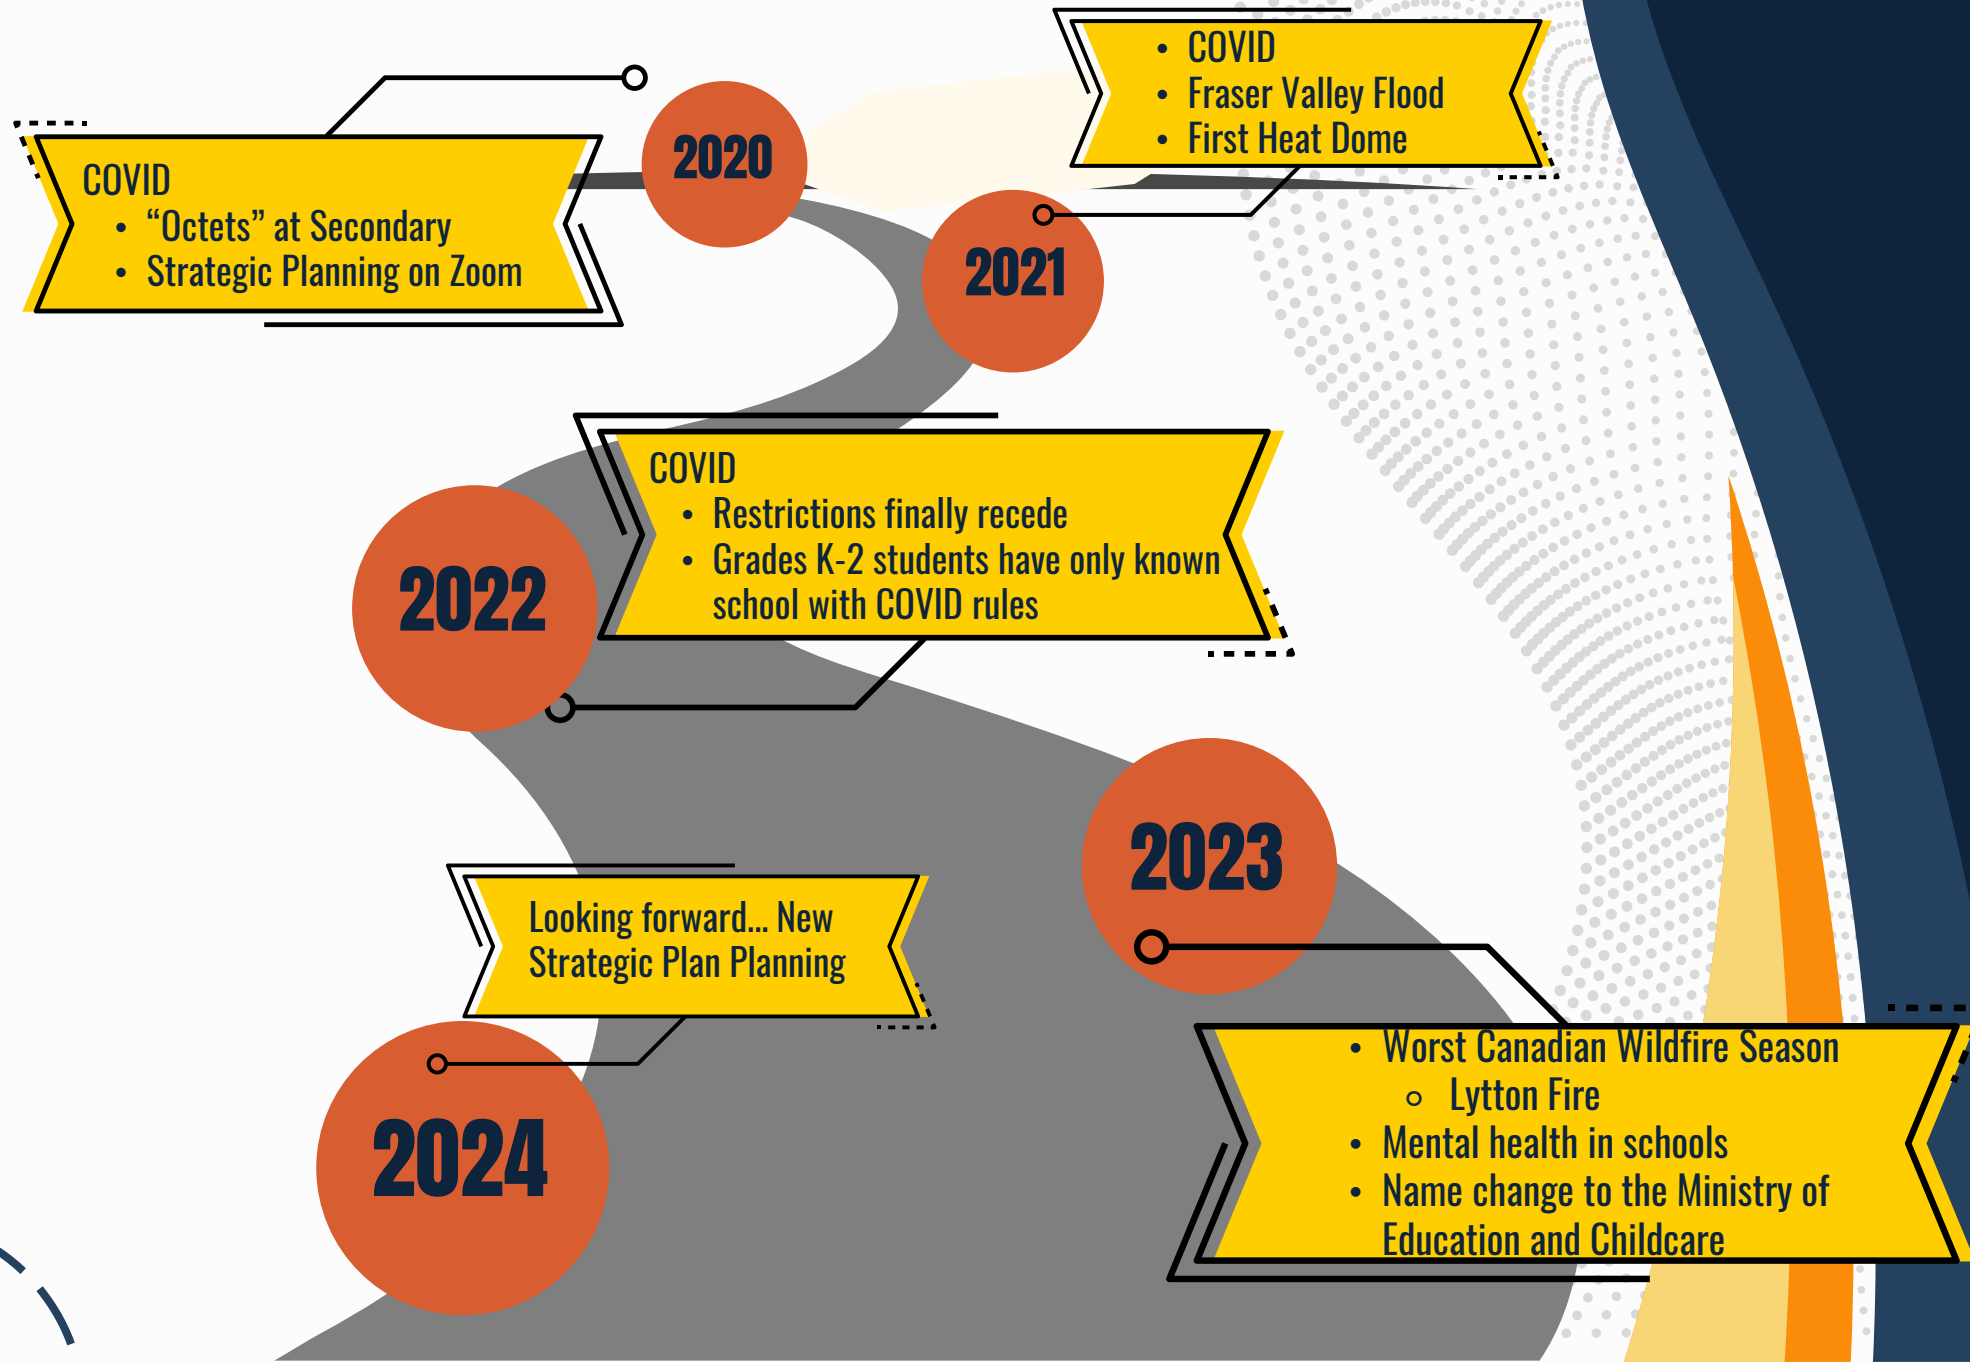 2020
COVID
• “Octets” at Secondary
• Strategic Planning on Zoom
2021
• COVID
• Fraser Valley Flood
• First Heat Dome
2022
COVID
• Restrictions finally recede
• Grades K-2 students have only known
school with COVID rules
2023
• Worst Canadian Wildfire Season
○ Lytton Fire
• Mental health in schools
• Name change to the Ministry of
Education and Childcare
2024
Looking forward... New
Strategic Plan Planning